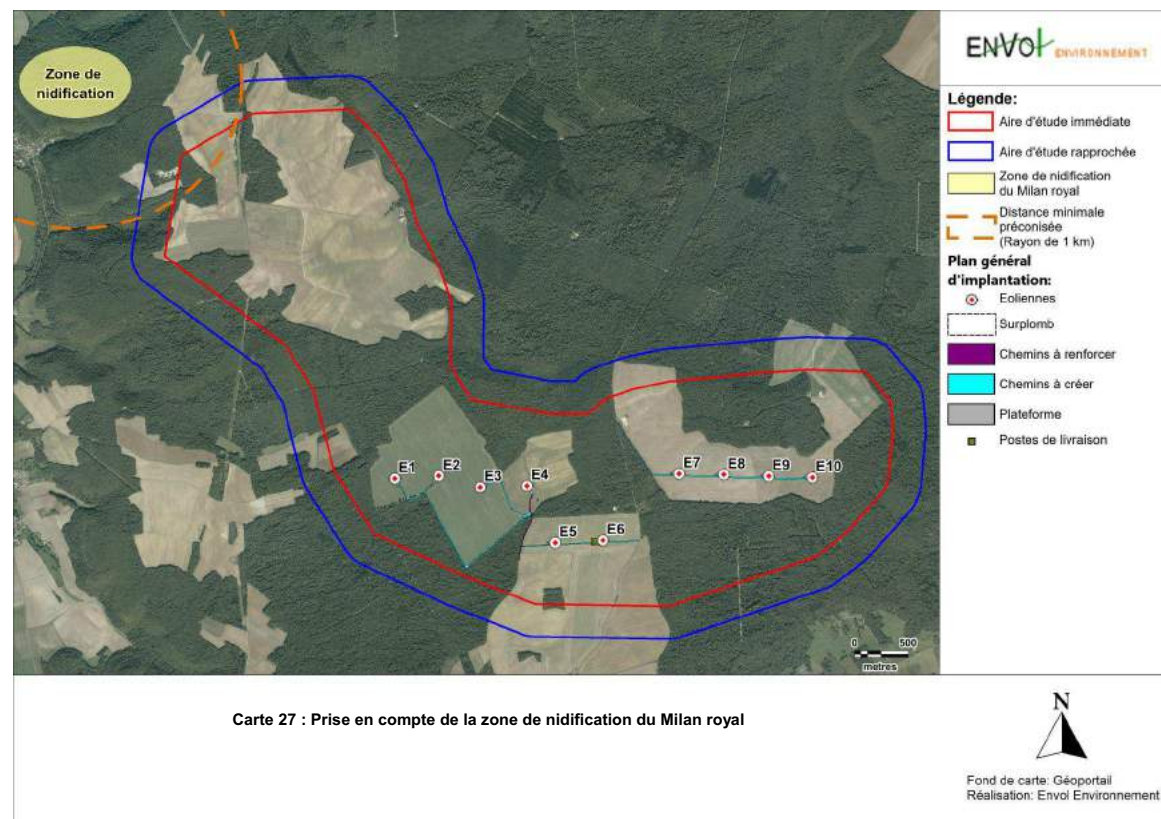 Zone de
nidification
E1
E2
E3
E4
E5
E6
E7
E8
E9
E10
0 500
metres
ENVOL ENVIRONNEMENT
Légende:
Aire d'étude immédiate
Aire d'étude rapprochée
Zone de nidification
du Milan royal
Distance minimale
préconisée
(Rayon de 1 km)
Plan général
d'implantation:
Eoliennes
Surplomb
Chemins à renforcer
Chemins à créer
Plateforme
Postes de livraison
Carte 27 : Prise en compte de la zone de nidification du Milan royal
N
Fond de carte: Géoportail
Réalisation: Envol Environnement